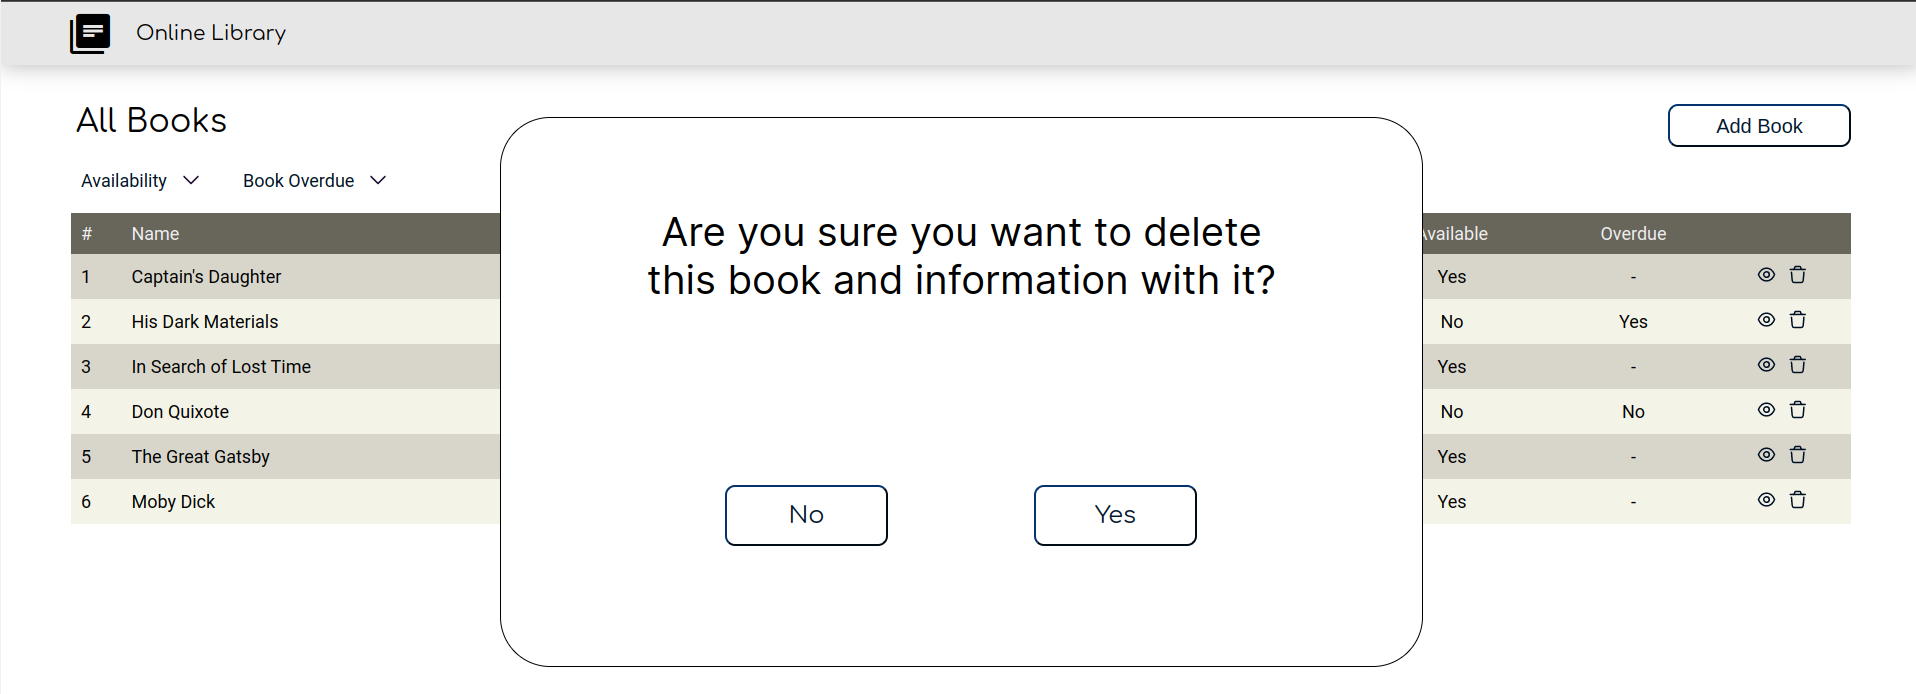 Online Library
All Books
Add Book
Availability Book Overdue
# Name Available Overdue
1 Captain's Daughter Yes -
2 His Dark Materials No Yes
3 In Search of Lost Time Yes -
4 Don Quixote No No
5 The Great Gatsby Yes -
6 Moby Dick Yes -
Are you sure you want to delete
this book and information with it?
No Yes